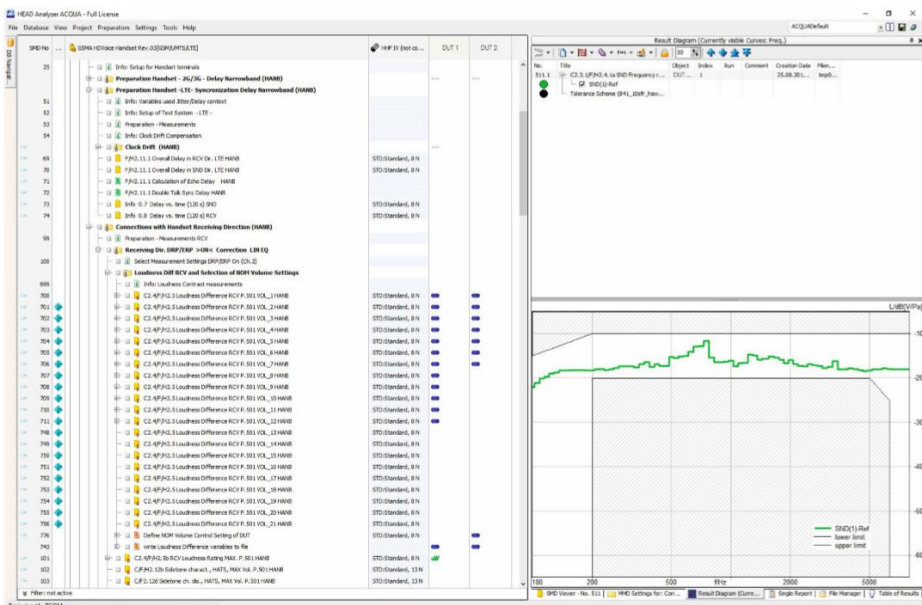 HEAD Analyzer ACQUA - Full License
File Database View Project Preparation Settings Tools Help
ACQUADefault
SMD No ... GSMA HDVoice Handset Rev.03[GSM/UMTS/LTE] HHP IV (not co... DUT 1 DUT 2
25 Info: Setup for Handset terminals
Preparation Handset - 2G/3G - Delay Narrowband (HANB)
Preparation Handset -LTE- Syncronization Delay Narrowband (HANB)
51 Info: Variables used Jitter/Delay context
52 Info: Setup of Test System -LTE-
53 Preparation - Measurements
54 Info: Clock Drift Compensation
Clock Drift (HANB)
69 F/H2.11.1 Overall Delay in RCV Dir. LTE HANB STD:Standard, 8 N
70 F/H2.11.1 Overall Delay in SND Dir. LTE HANB STD:Standard, 8 N
71 F/H2.11.1 Calculation of Echo Delay HANB
72 F/H2.11.1 Double Talk Sync Delay HANB
73 Info 0.7 Delay vs. time (120 s) SND STD:Standard, 8 N
74 Info 0.8 Delay vs. time (120 s) RCV STD:Standard, 8 N
Connections with Handset Receiving Direction (HANB)
99 Preparation - Measurements RCV
Receiving Dir. DRP/ERP >ON< Correction LIN EQ
100 Select Measurement Settings DRP/ERP On (Ch.2)
Loudness Diff RCV and Selection of NOM Volume Settings
699 Info: Loudness Contrast measurements
700 C2.4/F/H2.5 Loudness Difference RCV P.501 VOL_1 HANB STD:Standard, 8 N
701 C2.4/F/H2.5 Loudness Difference RCV P.501 VOL_2 HANB STD:Standard, 8 N
702 C2.4/F/H2.5 Loudness Difference RCV P.501 VOL_3 HANB STD:Standard, 8 N
703 C2.4/F/H2.5 Loudness Difference RCV P.501 VOL_4 HANB STD:Standard, 8 N
704 C2.4/F/H2.5 Loudness Difference RCV P.501 VOL_5 HANB STD:Standard, 8 N
705 C2.4/F/H2.5 Loudness Difference RCV P.501 VOL_6 HANB STD:Standard, 8 N
706 C2.4/F/H2.5 Loudness Difference RCV P.501 VOL_7 HANB STD:Standard, 8 N
707 C2.4/F/H2.5 Loudness Difference RCV P.501 VOL_8 HANB STD:Standard, 8 N
708 C2.4/F/H2.5 Loudness Difference RCV P.501 VOL_9 HANB STD:Standard, 8 N
709 C2.4/F/H2.5 Loudness Difference RCV P.501 VOL_10 HANB STD:Standard, 8 N
710 C2.4/F/H2.5 Loudness Difference RCV P.501 VOL_11 HANB STD:Standard, 8 N
711 C2.4/F/H2.5 Loudness Difference RCV P.501 VOL_12 HANB STD:Standard, 8 N
748 C2.4/F/H2.5 Loudness Difference RCV P.501 VOL_13 HANB STD:Standard, 8 N
749 C2.4/F/H2.5 Loudness Difference RCV P.501 VOL_14 HANB STD:Standard, 8 N
750 C2.4/F/H2.5 Loudness Difference RCV P.501 VOL_15 HANB STD:Standard, 8 N
751 C2.4/F/H2.5 Loudness Difference RCV P.501 VOL_16 HANB STD:Standard, 8 N
752 C2.4/F/H2.5 Loudness Difference RCV P.501 VOL_17 HANB STD:Standard, 8 N
753 C2.4/F/H2.5 Loudness Difference RCV P.501 VOL_18 HANB STD:Standard, 8 N
754 C2.4/F/H2.5 Loudness Difference RCV P.501 VOL_19 HANB STD:Standard, 8 N
755 C2.4/F/H2.5 Loudness Difference RCV P.501 VOL_20 HANB STD:Standard, 8 N
756 C2.4/F/H2.5 Loudness Difference RCV P.501 VOL_21 HANB STD:Standard, 8 N
776 Define NOM Volume Control Setting of DUT
write Loudness Difference variables to file
101 C2.4/F/H2.5b RCV Loudness Rating MAX. P.501 HANB STD:Standard, 8 N
102 C/F/H2.12b Sidetone charact., HATS, MAX Vol. P.501 HANB STD:Standard, 13 N
103 C/F2.12d Sidetone ch. dis., HATS, MAX Vol. P.501 HANB STD:Standard, 13 N
Filter: not active
Result Diagram (Currently visible Curves: Freq.)
No. Title Object Index Run Comment Creation Date Filen...
511.1 DUT ... 1 tmp0...
SND(1)-Ref
L/dB[V/Pa]
-10
-20
-30
-40
-50
-60
SND(1)-Ref
lower limit
upper limit
100 200 500 f/Hz 2000 5000
SMD Viewer - No. 511 MMD Settings for: Con... Result Diagram (Curre... Single Report File Manager Table of Results